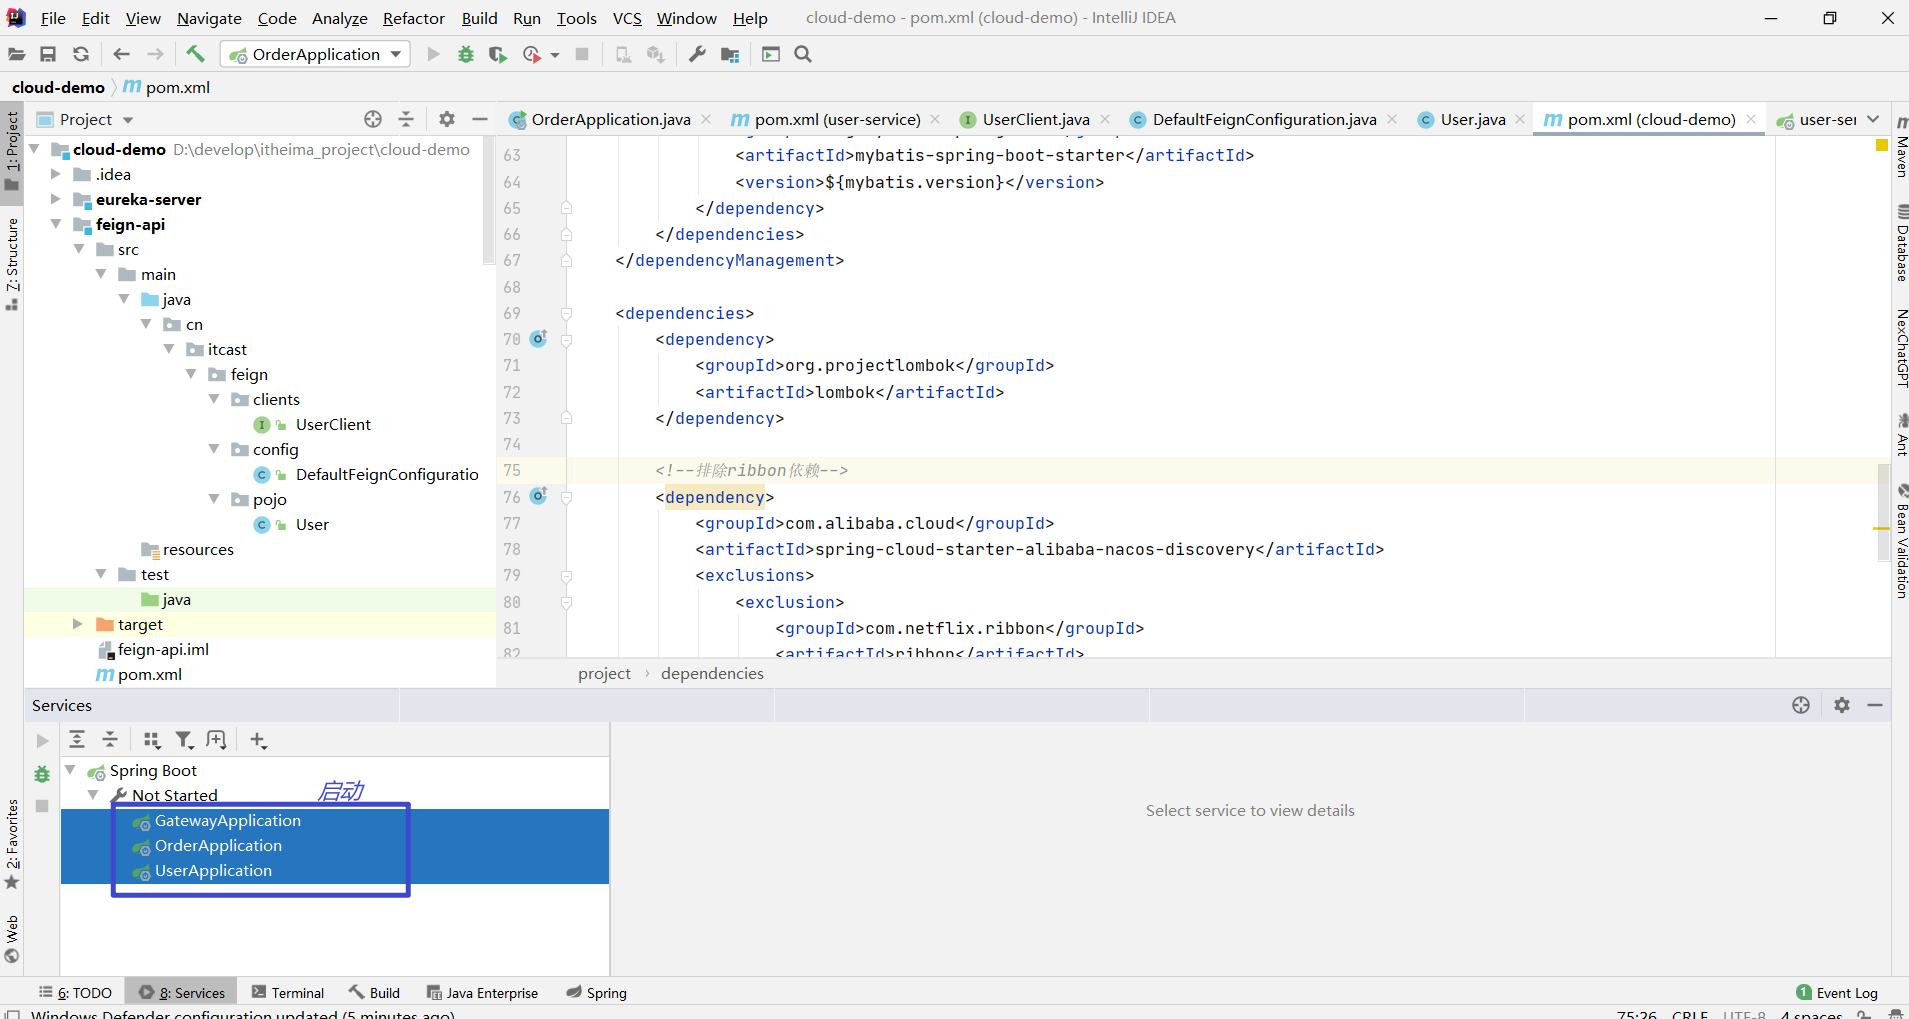 File Edit View Navigate Code Analyze Refactor Build Run Tools VCS Window Help cloud-demo - pom.xml (cloud-demo) - IntelliJ IDEA
OrderApplication
cloud-demo pom.xml
Project
OrderApplication.java pom.xml (user-service) UserClient.java DefaultFeignConfiguration.java User.java pom.xml (cloud-demo) user-ser
1: Project
7: Structure
2: Favorites
Web
cloud-demo D:\develop\itheima_project\cloud-demo
.idea
eureka-server
feign-api
src
main
java
cn
itcast
feign
clients
UserClient
config
DefaultFeignConfiguratio
pojo
User
resources
test
java
target
feign-api.iml
pom.xml
63 <artifactId>mybatis-spring-boot-starter</artifactId>
64 <version>${mybatis.version}</version>
65 </dependency>
66 </dependencies>
67 </dependencyManagement>
68
69 <dependencies>
70 <dependency>
71 <groupId>org.projectlombok</groupId>
72 <artifactId>lombok</artifactId>
73 </dependency>
74
75 <!--排除ribbon依赖-->
76 <dependency>
77 <groupId>com.alibaba.cloud</groupId>
78 <artifactId>spring-cloud-starter-alibaba-nacos-discovery</artifactId>
79 <exclusions>
80 <exclusion>
81 <groupId>com.netflix.ribbon</groupId>
82 <artifactId>ribbon</artifactId>
project › dependencies
Maven
Database
NexChatGPT
Ant
Bean Validation
Services
Spring Boot
Not Started
启动
GatewayApplication
OrderApplication
UserApplication
Select service to view details
6: TODO 8: Services Terminal Build Java Enterprise Spring 1 Event Log
Windows Defender configuration updated (5 minutes ago) 75:26 CRLF UTF-8 4 spaces